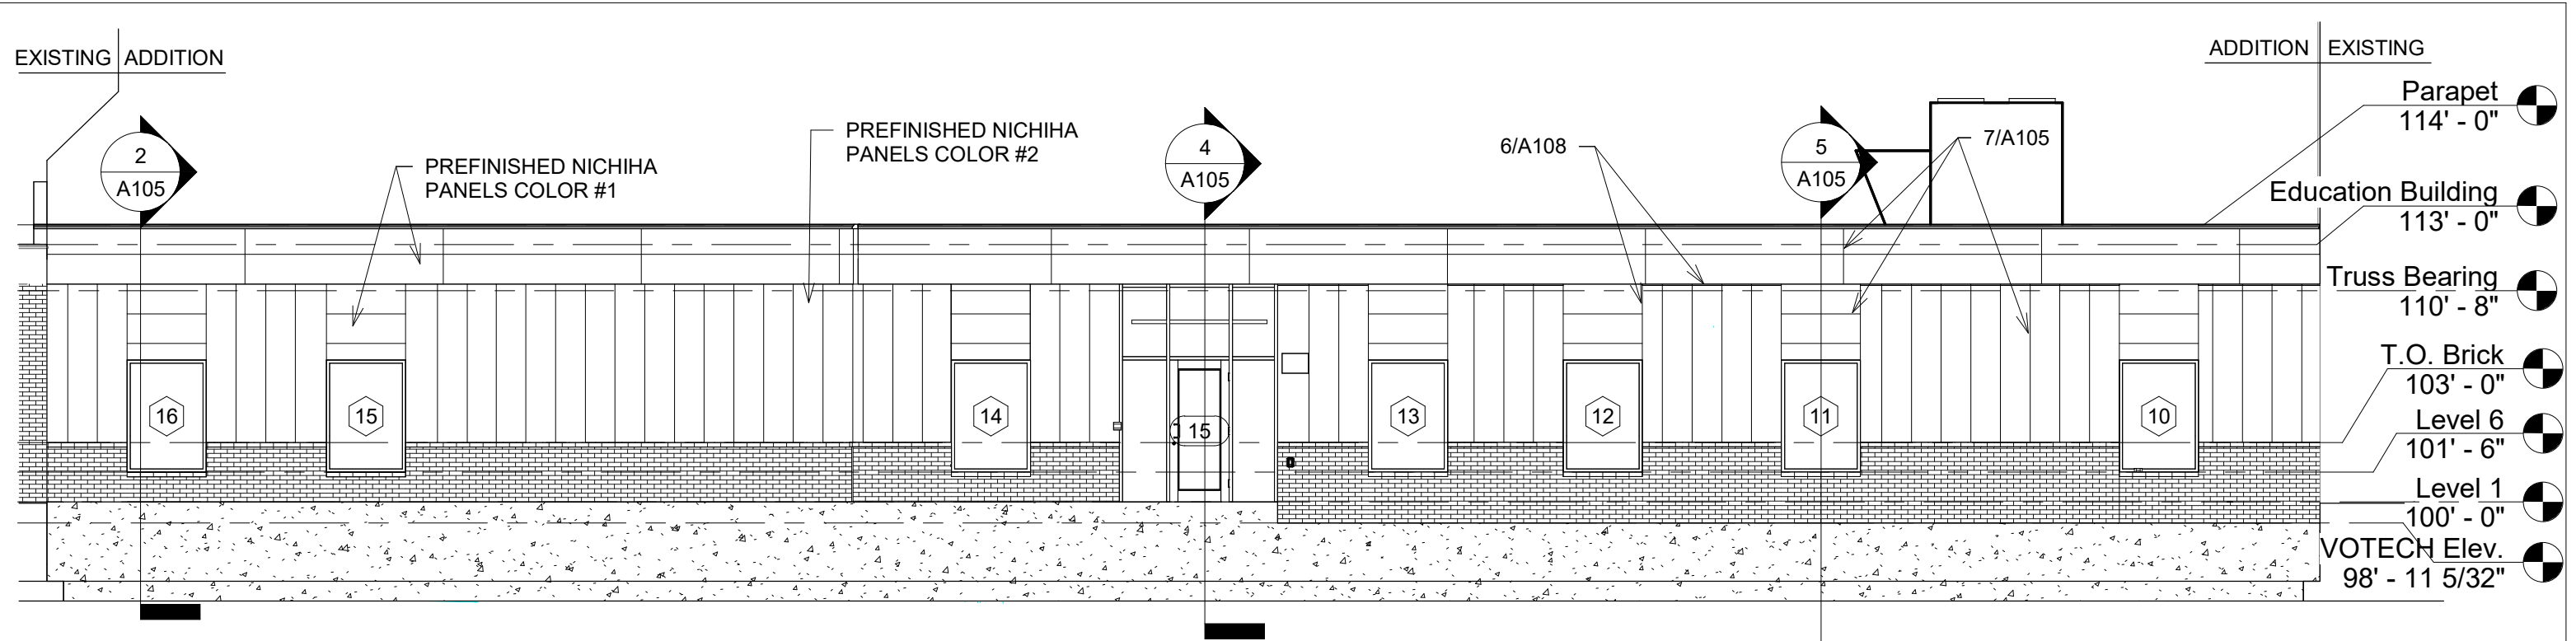 EXISTING ADDITION
ADDITION EXISTING
Parapet
114' - 0"
PREFINISHED NICHIHA
PANELS COLOR #2
6/A108
7/A105
2
A105
4
A105
5
A105
PREFINISHED NICHIHA
PANELS COLOR #1
Education Building
113' - 0"
Truss Bearing
110' - 8"
T.O. Brick
103' - 0"
16
15
14
15
13
12
11
10
Level 6
101' - 6"
Level 1
100' - 0"
VOTECH Elev.
98' - 11 5/32"